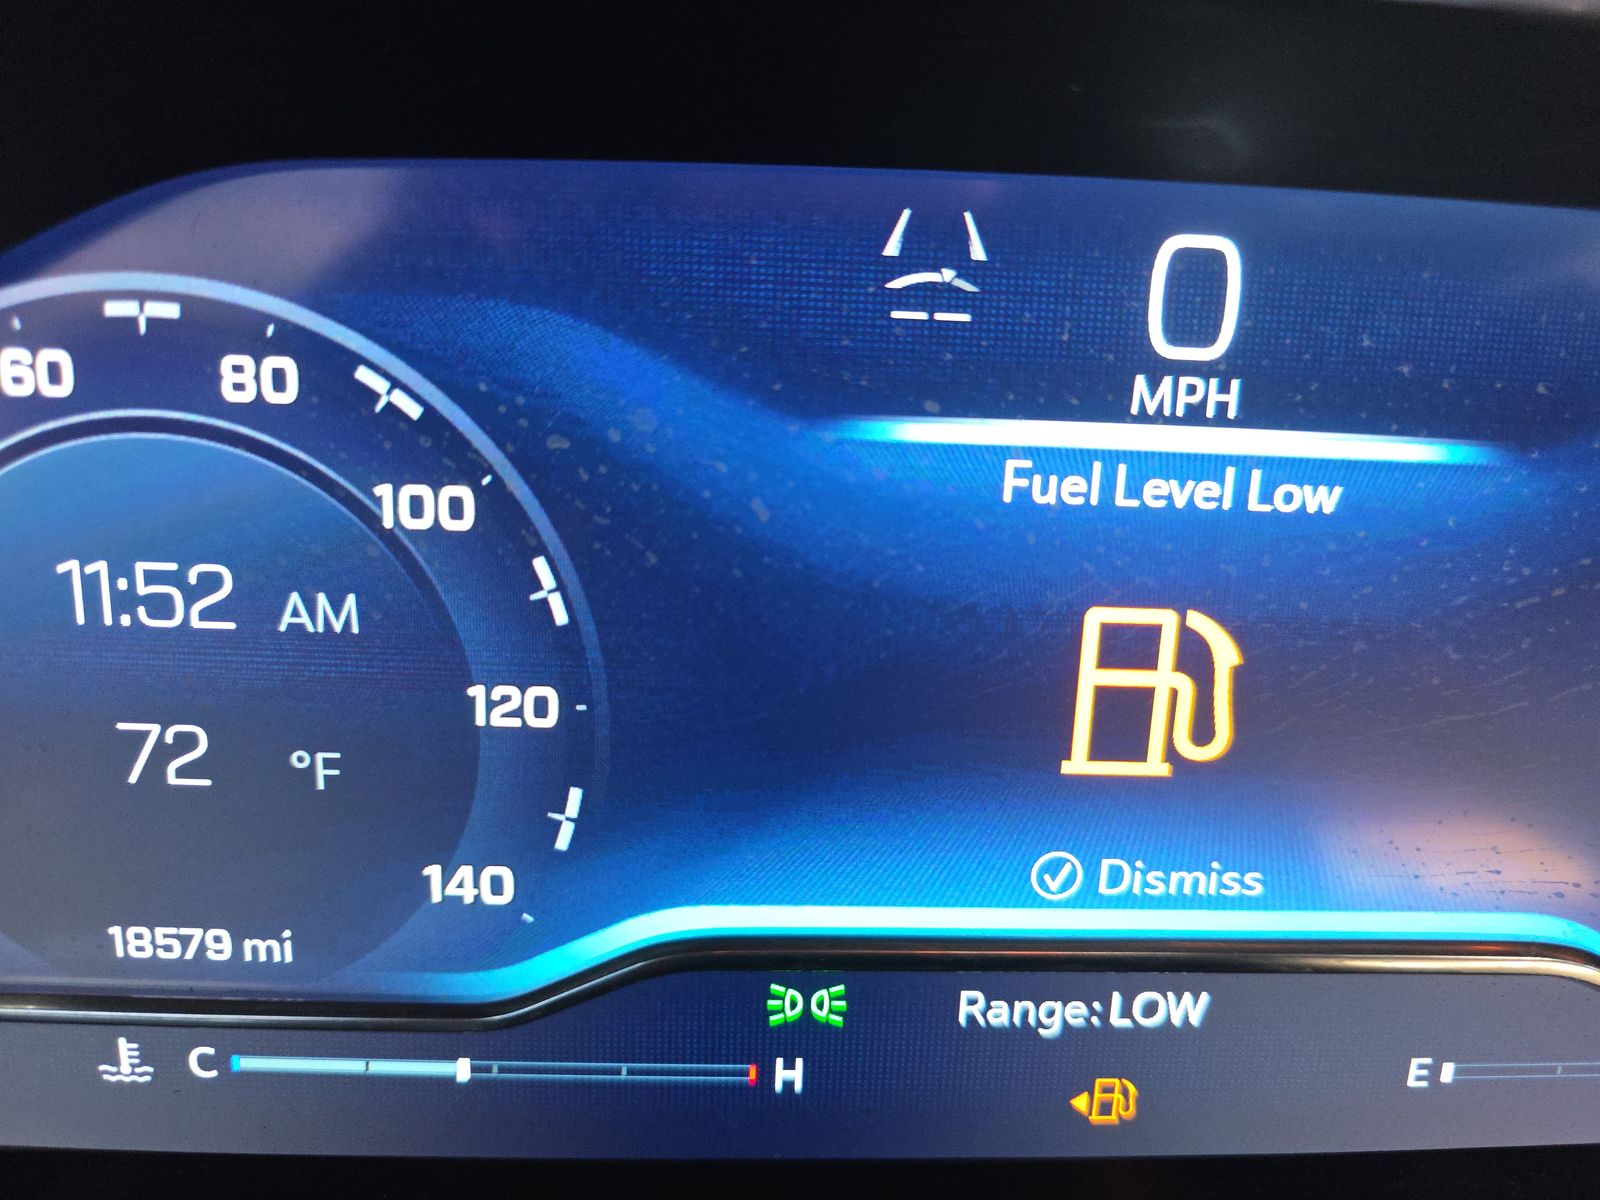 0
MPH
60
80
100
120
140
11:52 AM
72 °F
18579 mi
Fuel Level Low
Dismiss
Range: LOW
C
H
E